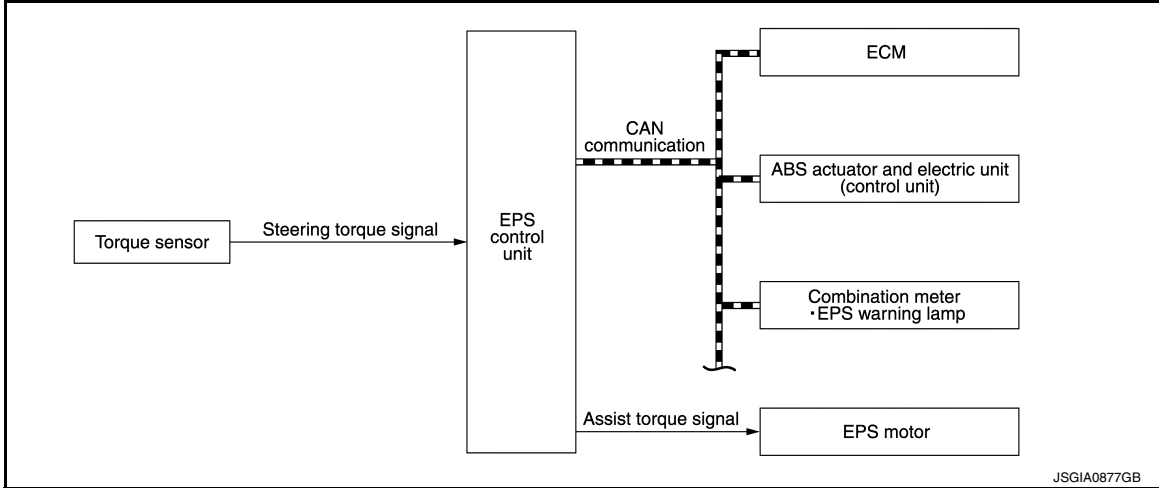 ECM
CAN
communication
ABS actuator and electric unit
(control unit)
Torque sensor
Steering torque signal
EPS
control
unit
Combination meter
・EPS warning lamp
Assist torque signal
EPS motor
JSGIA0877GB